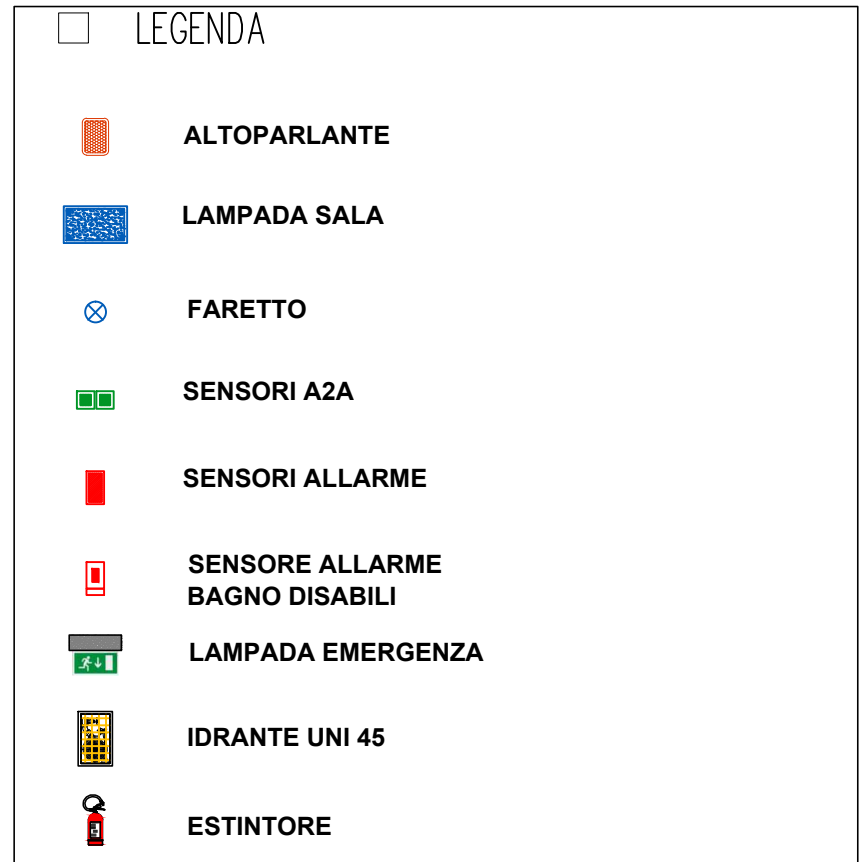 LEGENDA
ALTOPARLANTE
LAMPADA SALA
FARETTO
SENSORI A2A
SENSORI ALLARME
SENSORE ALLARME
BAGNO DISABILI
LAMPADA EMERGENZA
IDRANTE UNI 45
ESTINTORE